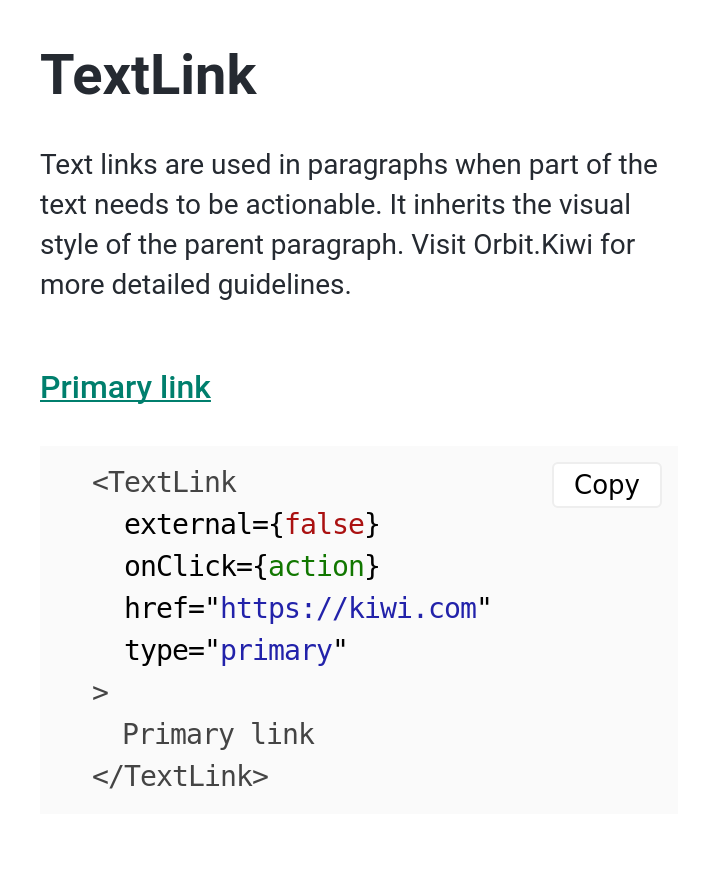 TextLink
Text links are used in paragraphs when part of the
text needs to be actionable. It inherits the visual
style of the parent paragraph. Visit Orbit.Kiwi for
more detailed guidelines.
Primary link
Copy
<TextLink
  external={false}
  onClick={action}
  href="https://kiwi.com"
  type="primary"
>
  Primary link
</TextLink>